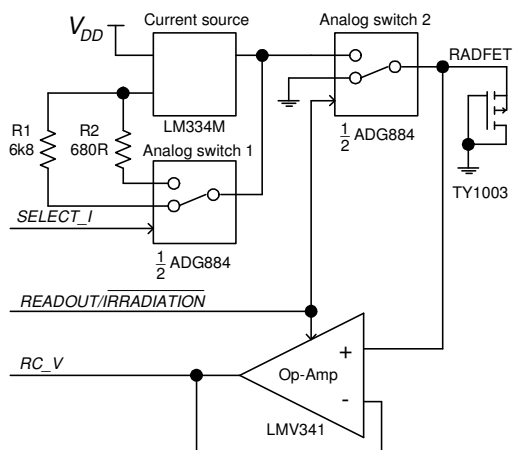 Current source
Analog switch 2
VDD
RADFET
LM334M
R1
6k8
R2
680R
1/2 ADG884
Analog switch 1
TY1003
SELECT_I
1/2 ADG884
READOUT/IRRADIATION
+
RC_V
Op-Amp
-
LMV341